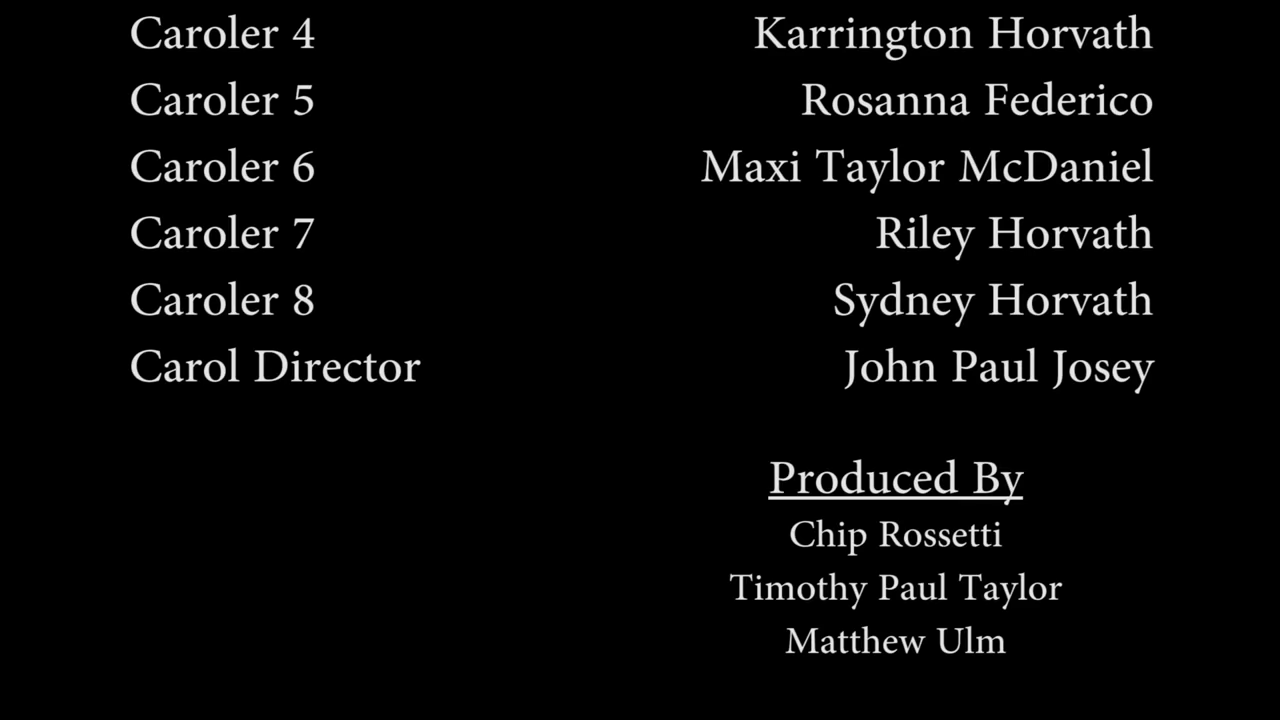 Caroler 4 Karrington Horvath
Caroler 5 Rosanna Federico
Caroler 6 Maxi Taylor McDaniel
Caroler 7 Riley Horvath
Caroler 8 Sydney Horvath
Carol Director John Paul Josey
Produced By
Chip Rossetti
Timothy Paul Taylor
Matthew Ulm